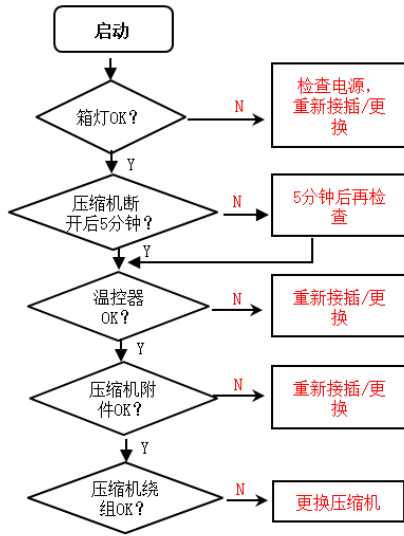 启动
箱灯OK?
N
检查电源,
重新接插/更
换
Y
压缩机断
开后5分钟?
N
5分钟后再检
查
Y
温控器
OK?
N
重新接插/更
换
Y
压缩机附
件OK?
N
重新接插/更
换
Y
压缩机绕
组OK?
N
更换压缩机